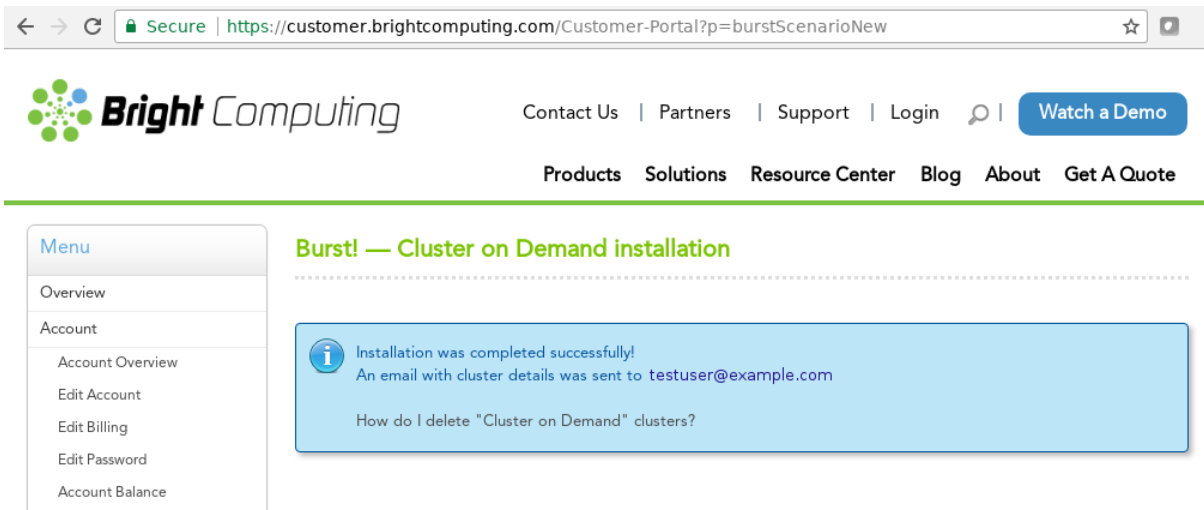 Secure https://customer.brightcomputing.com/Customer-Portal?p=burstScenarioNew
Bright Computing
Contact Us | Partners | Support | Login | Watch a Demo
Products Solutions Resource Center Blog About Get A Quote
Menu
Overview
Account
Account Overview
Edit Account
Edit Billing
Edit Password
Account Balance
Burst! — Cluster on Demand installation
Installation was completed successfully!
An email with cluster details was sent to testuser@example.com
How do I delete "Cluster on Demand" clusters?